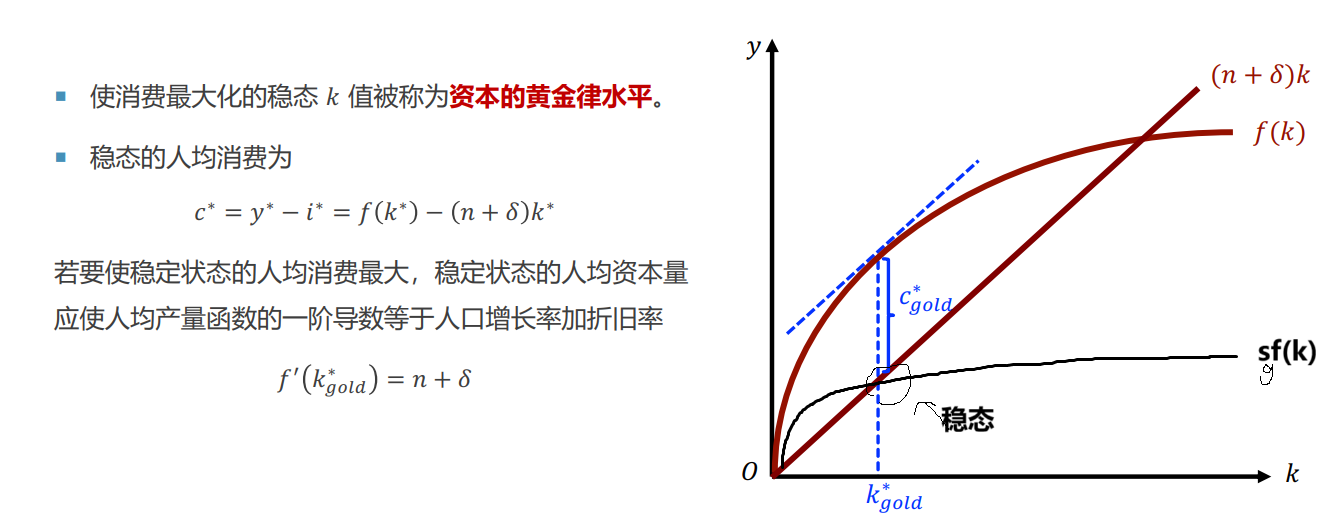 使消费最大化的稳态 k 值被称为资本的黄金律水平。
稳态的人均消费为
c* = y* − i* = f(k*) − (n + δ)k*
若要使稳定状态的人均消费最大，稳定状态的人均资本量
应使人均产量函数的一阶导数等于人口增长率加折旧率
f′(k*gold) = n + δ
y
(n + δ)k
f(k)
c*gold
sf(k)
g
稳态
O
k*gold
k